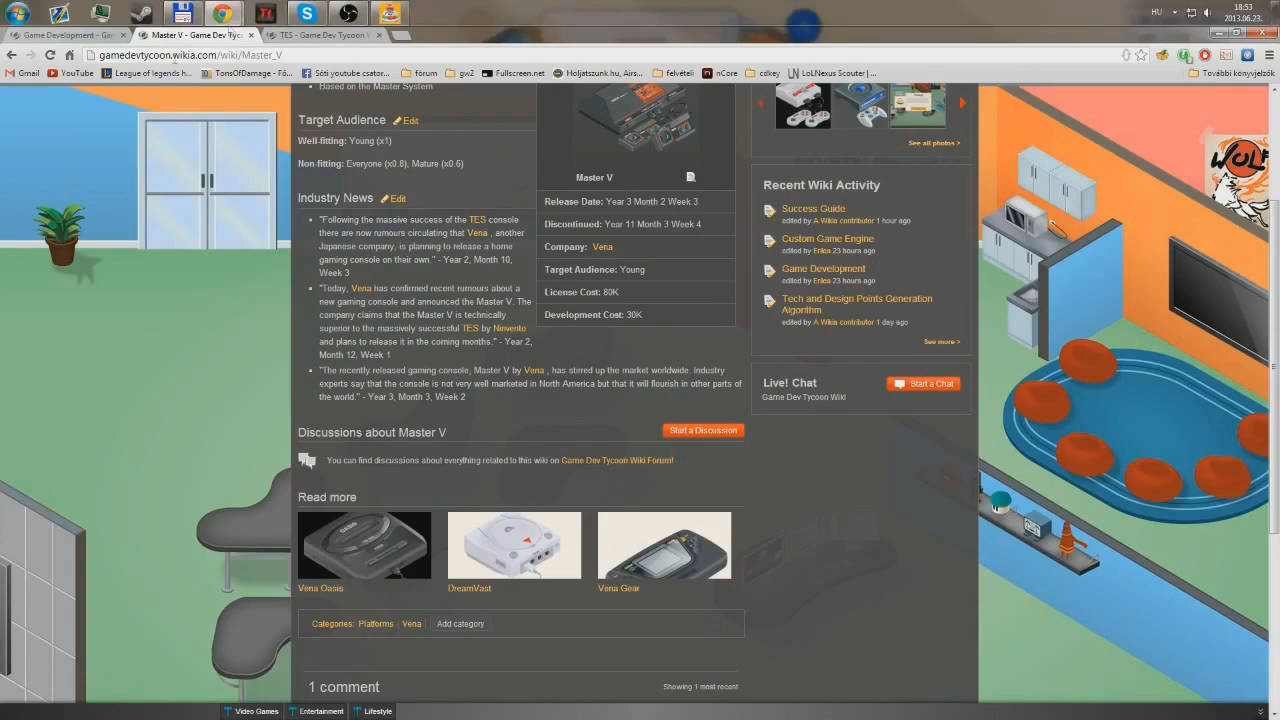 18:53
HU
2013.06.23.
Game Development - Gam
Master V - Game Dev Tyc
TES - Game Dev Tycoon W
gamedevtycoon.wikia.com/wiki/Master_V
Gmail
YouTube
League of legends h...
TonsOfDamage - Fó...
Sóti youtube csator...
fórum
gw2
Fullscreen.net
Holjatszunk.hu, Airs...
felvételi
nCore
cdkey
LoLNexus Scouter |...
További könyvjelzők
Based on the Master System
Target Audience Edit
Well-fitting: Young (x1)
Non-fitting: Everyone (x0.8), Mature (x0.6)
Industry News Edit
"Following the massive success of the TES console
there are now rumours circulating that Vena , another
Japanese company, is planning to release a home
gaming console on their own." - Year 2, Month 10,
Week 3
"Today, Vena has confirmed recent rumours about a
new gaming console and announced the Master V. The
company claims that the Master V is technically
superior to the massively successful TES by Ninvento
and plans to release it in the coming months." - Year 2,
Month 12, Week 1
"The recently released gaming console, Master V by Vena , has stirred up the market worldwide. Industry
experts say that the console is not very well marketed in North America but that it will flourish in other parts of
the world." - Year 3, Month 3, Week 2
Master V
Release Date: Year 3 Month 2 Week 3
Discontinued: Year 11 Month 3 Week 4
Company: Vena
Target Audience: Young
License Cost: 80K
Development Cost: 30K
Discussions about Master V
Start a Discussion
You can find discussions about everything related to this wiki on Game Dev Tycoon Wiki Forum!
Read more
Vena Oasis
DreamVast
Vena Gear
Categories: Platforms Vena Add category
1 comment
Showing 1 most recent
See all photos >
Recent Wiki Activity
Success Guide
edited by A Wikia contributor 1 hour ago
Custom Game Engine
edited by Erilea 23 hours ago
Game Development
edited by Erilea 23 hours ago
Tech and Design Points Generation
Algorithm
edited by A Wikia contributor 1 day ago
See more >
Live! Chat
Start a Chat
Game Dev Tycoon Wiki
WOLF
Video Games
Entertainment
Lifestyle